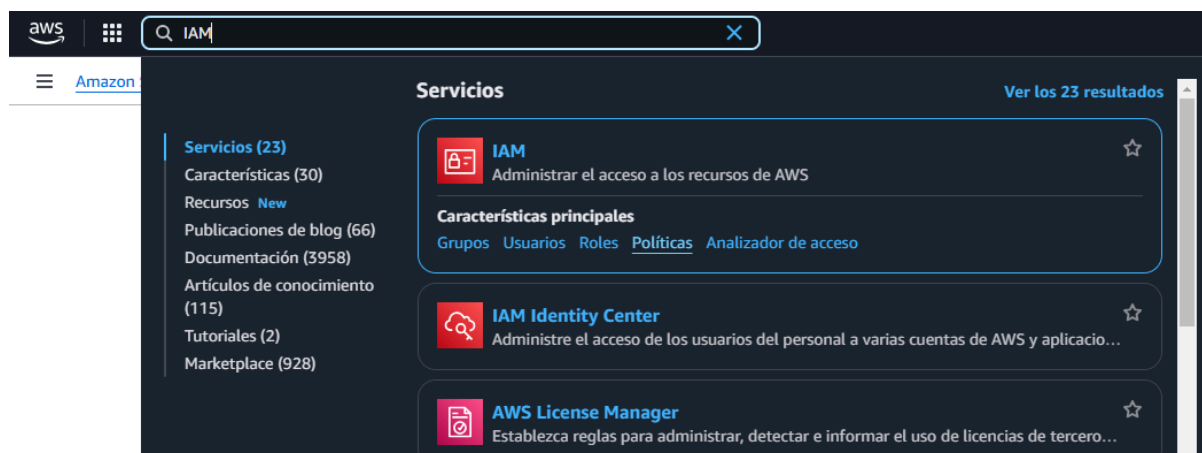 aws
IAM
Amazon
Servicios
Ver los 23 resultados
Servicios (23)
Características (30)
Recursos New
Publicaciones de blog (66)
Documentación (3958)
Artículos de conocimiento
(115)
Tutoriales (2)
Marketplace (928)
IAM
Administrar el acceso a los recursos de AWS
Características principales
Grupos Usuarios Roles Políticas Analizador de acceso
IAM Identity Center
Administre el acceso de los usuarios del personal a varias cuentas de AWS y aplicacio...
AWS License Manager
Establezca reglas para administrar, detectar e informar el uso de licencias de tercero...